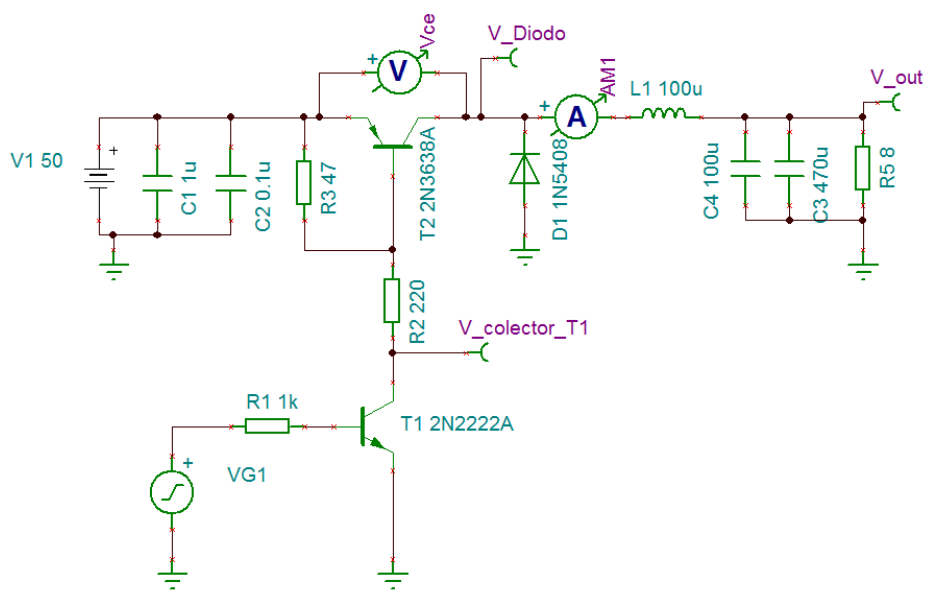 Vce
+
V
V_Diodo
AM1
+
A
L1 100u
V_out
V1 50
+
C1 1u
C2 0.1u
R3 47
T2 2N3638A
D1 1N5408
C4 100u
C3 470u
R5 8
R2 220
V_colector_T1
R1 1k
T1 2N2222A
+
VG1